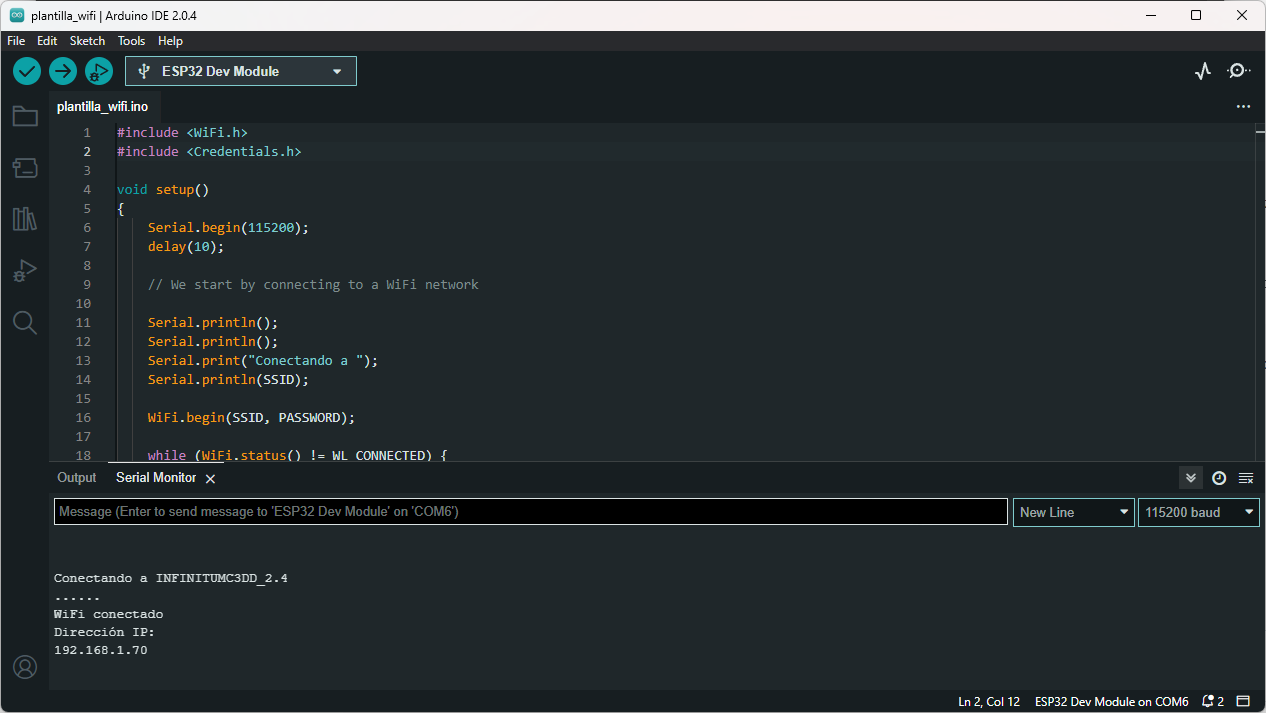 plantilla_wifi | Arduino IDE 2.0.4
File Edit Sketch Tools Help
ESP32 Dev Module
plantilla_wifi.ino
1 #include <WiFi.h>
2 #include <Credentials.h>
3
4 void setup()
5 {
6 Serial.begin(115200);
7 delay(10);
8
9 // We start by connecting to a WiFi network
10
11 Serial.println();
12 Serial.println();
13 Serial.print("Conectando a ");
14 Serial.println(SSID);
15
16 WiFi.begin(SSID, PASSWORD);
17
18 while (WiFi.status() != WL_CONNECTED) {
Output Serial Monitor
Message (Enter to send message to 'ESP32 Dev Module' on 'COM6') New Line 115200 baud
Conectando a INFINITUMC3DD_2.4
......
WiFi conectado
Dirección IP:
192.168.1.70
Ln 2, Col 12 ESP32 Dev Module on COM6 2